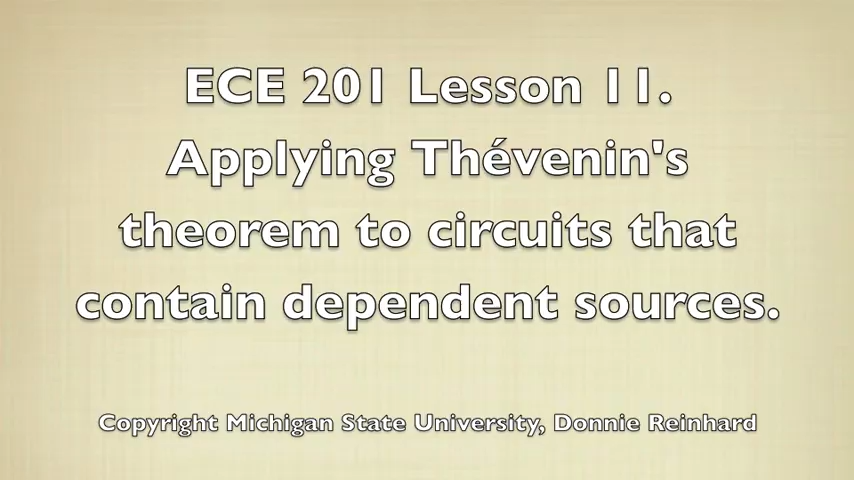 ECE 201 Lesson 11.
Applying Thévenin's
theorem to circuits that
contain dependent sources.
Copyright Michigan State University, Donnie Reinhard